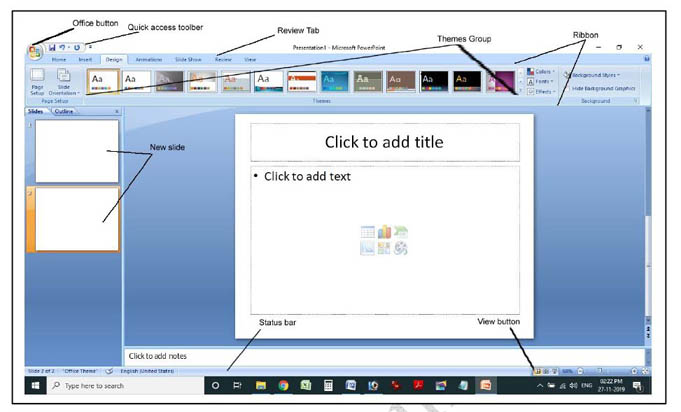 Office button
Quick access toolber
Review Tab
Themes Group
Ribbon
Presentation1 - Microsoft PowerPoint
Home Insert Design Animations Slide Show Review View
Page Setup
Slide Orientation
Aa Aa Aa Aa Aa Aa Aa Aa Aa Aa Aa Aa Aa
Colors
Fonts
Effects
Background Styles
Hide Background Graphics
Page Setup
Themes
Background
Slides Outline
New slide
Click to add title
• Click to add text
Status bar
View button
Click to add notes
Slide 2 of 2 "Office Theme" English (United States)
68%
Type here to search
ENG
02:22 PM
27-11-2019